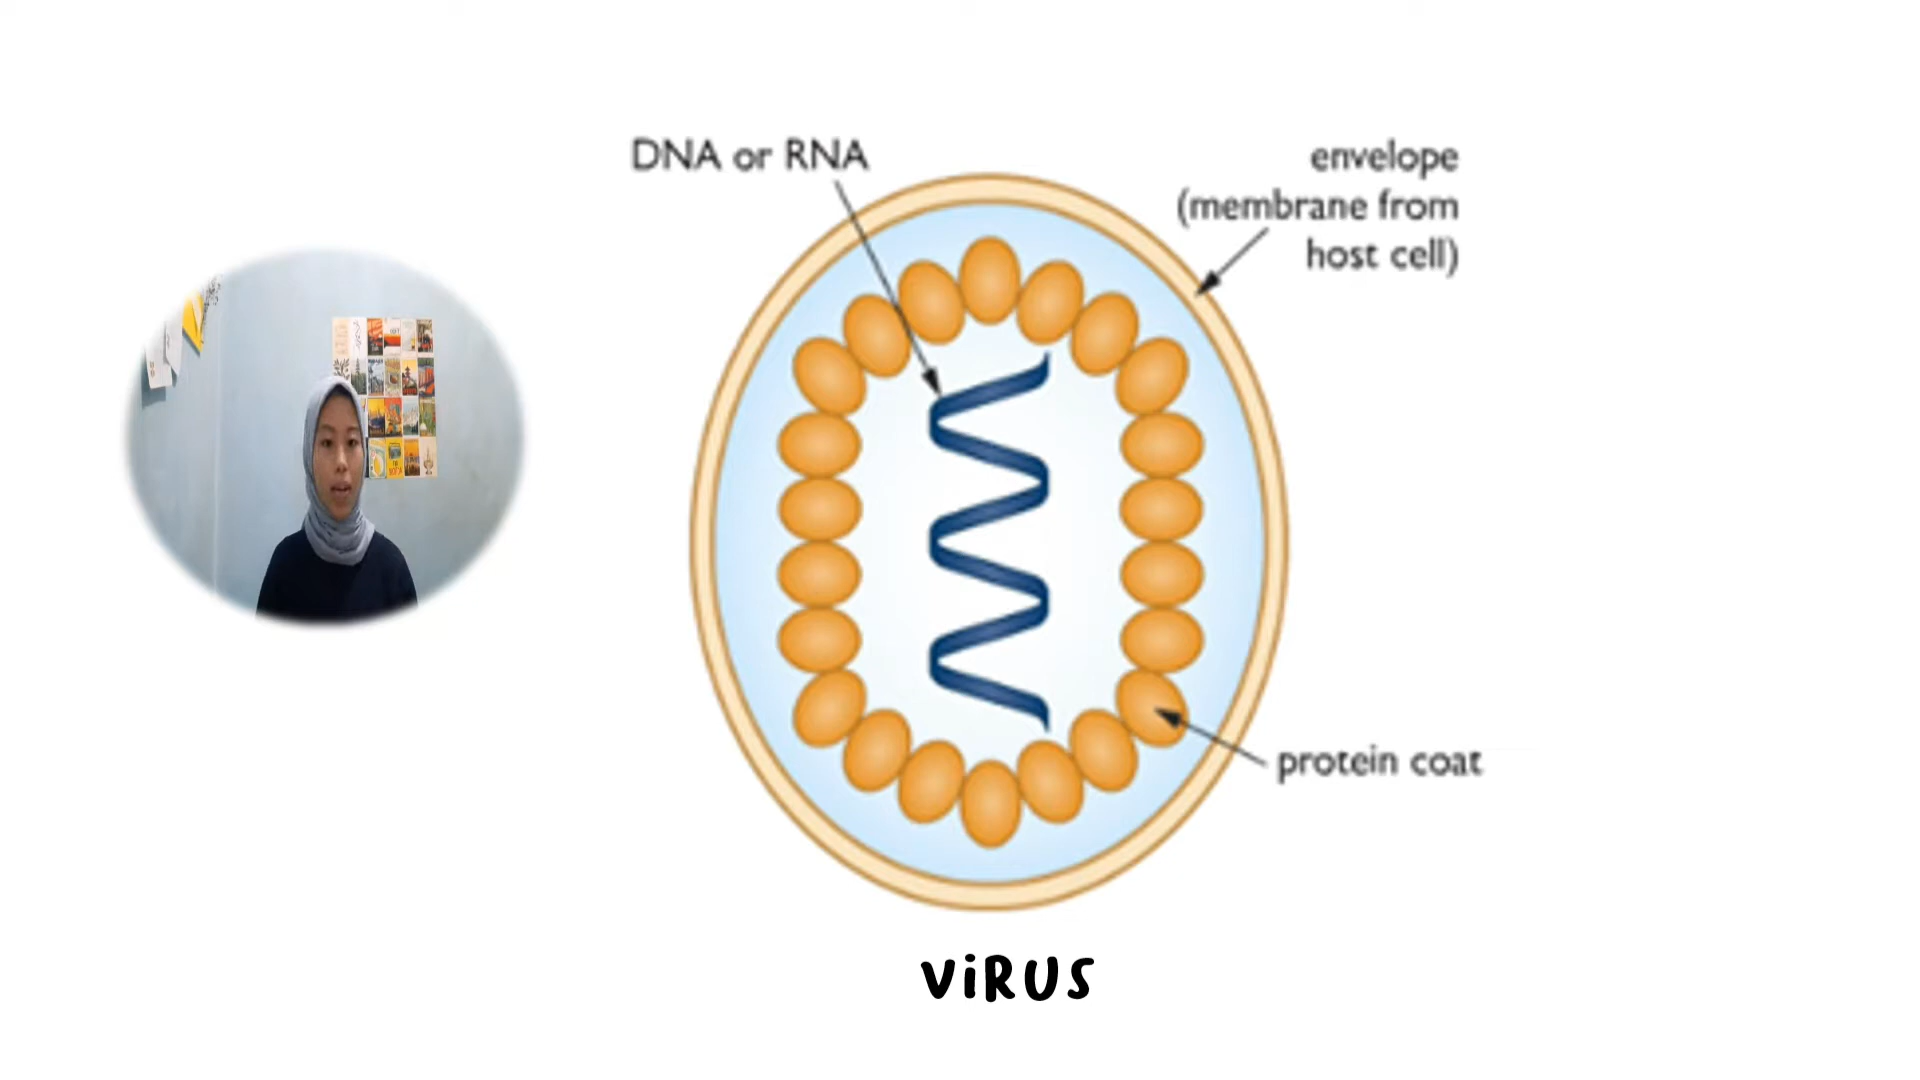 DNA or RNA
envelope
(membrane from
host cell)
protein coat
ViRUS